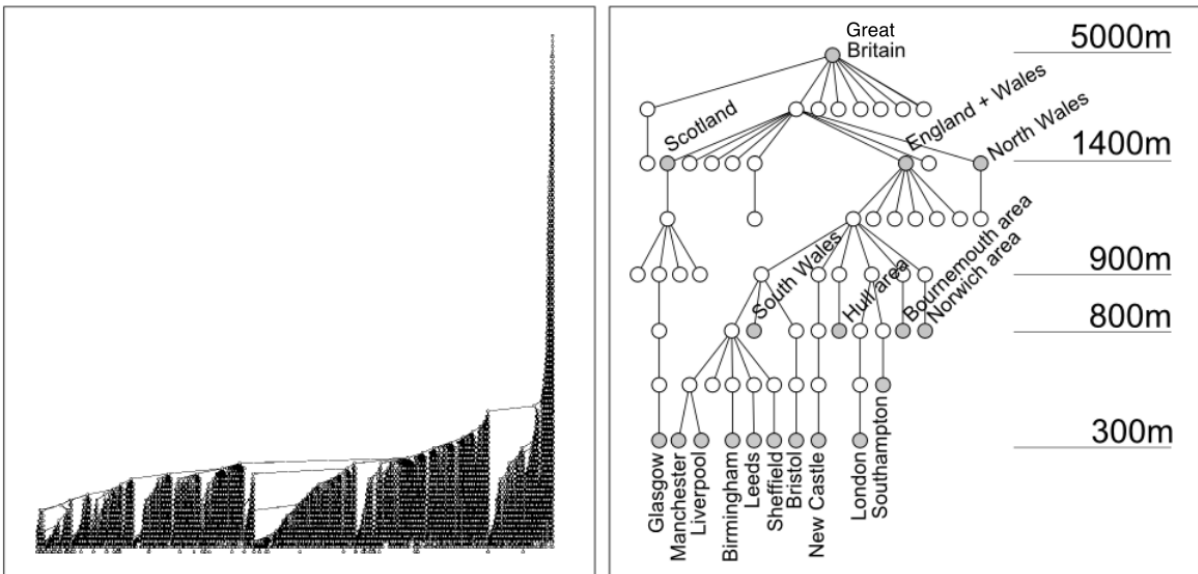 Great
Britain
5000m
Scotland
England + Wales
North Wales
1400m
South Wales
Hull area
Bournemouth area
Norwich area
900m
800m
300m
Glasgow
Manchester
Liverpool
Birmingham
Leeds
Sheffield
Bristol
New Castle
London
Southampton